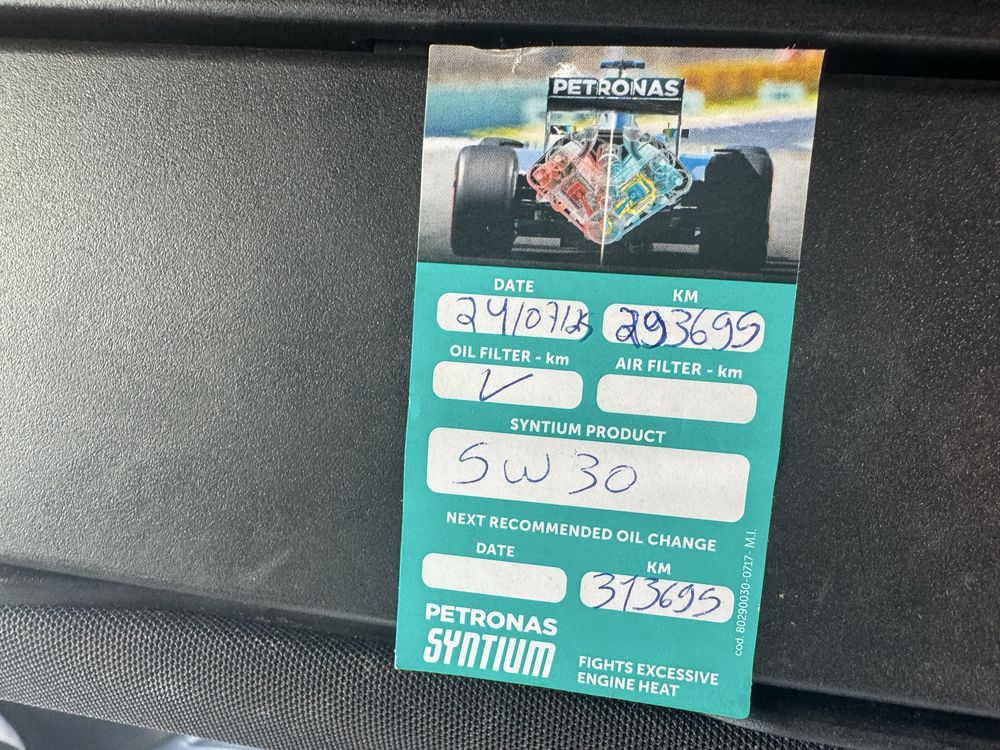 PETRONAS
DATE KM
24/07/25 293695
OIL FILTER - km AIR FILTER - km
V
SYNTIUM PRODUCT
5W30
NEXT RECOMMENDED OIL CHANGE
DATE KM
313695
PETRONAS
SYNTIUM
FIGHTS EXCESSIVE
ENGINE HEAT
cod. 80290030-0717- M.I.